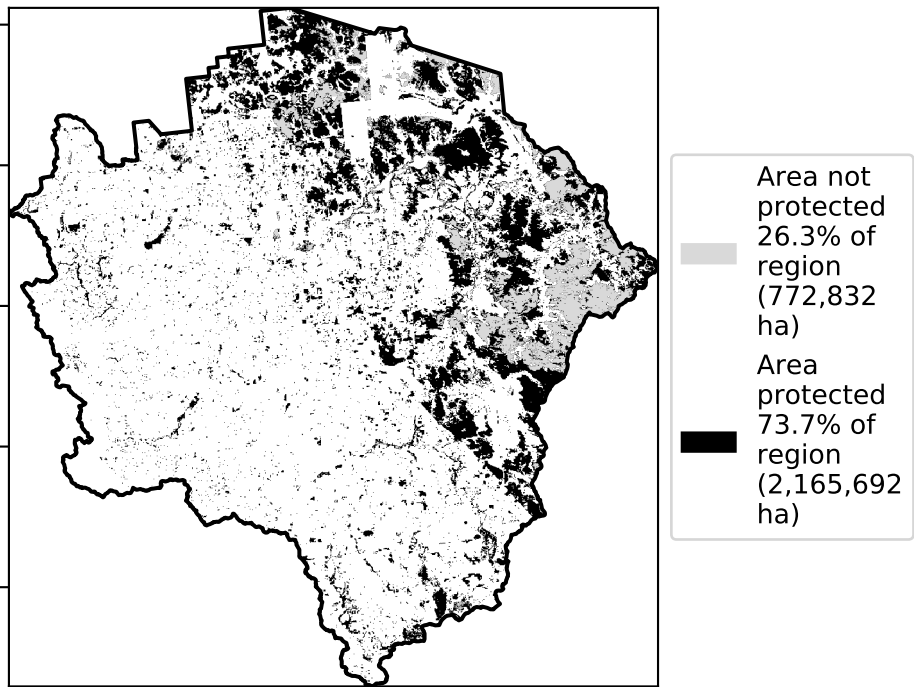 Area not
protected
26.3% of
region
(772,832
ha)
Area
protected
73.7% of
region
(2,165,692
ha)